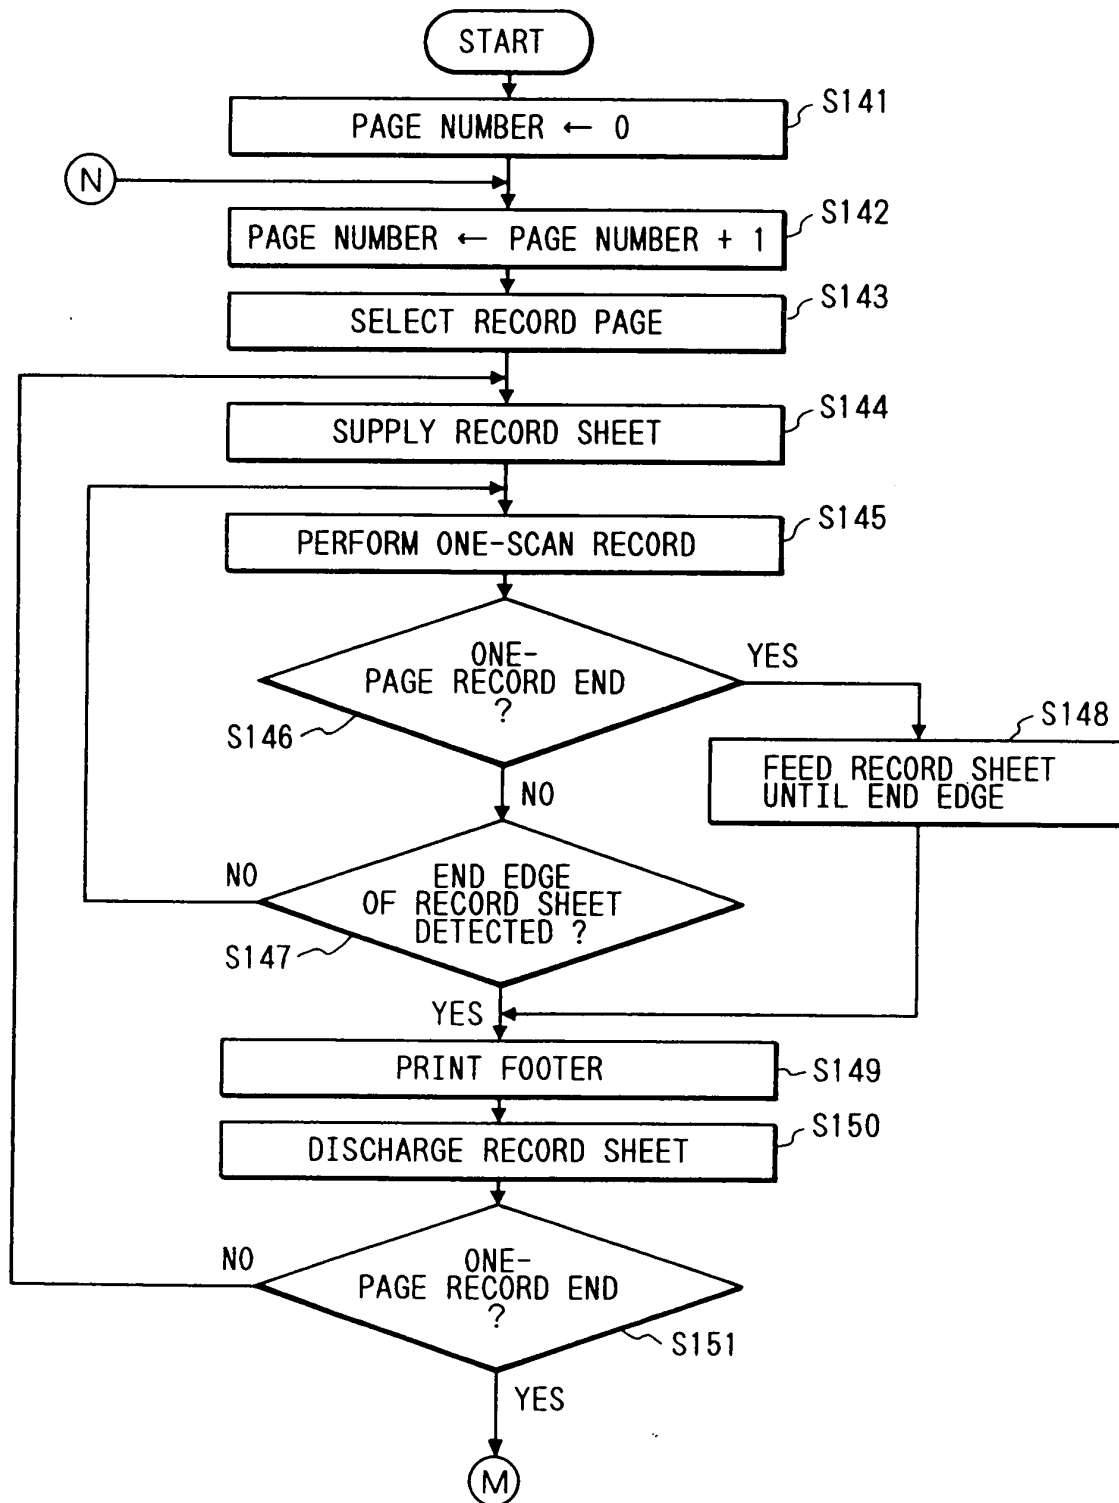 START
S141
PAGE NUMBER ← 0
N
S142
PAGE NUMBER ← PAGE NUMBER + 1
S143
SELECT RECORD PAGE
S144
SUPPLY RECORD SHEET
S145
PERFORM ONE-SCAN RECORD
ONE-
PAGE RECORD END
?
YES
S146
S148
FEED RECORD SHEET
UNTIL END EDGE
NO
NO
END EDGE
OF RECORD SHEET
DETECTED ?
S147
YES
PRINT FOOTER
S149
S150
DISCHARGE RECORD SHEET
NO
ONE-
PAGE RECORD END
?
S151
YES
M